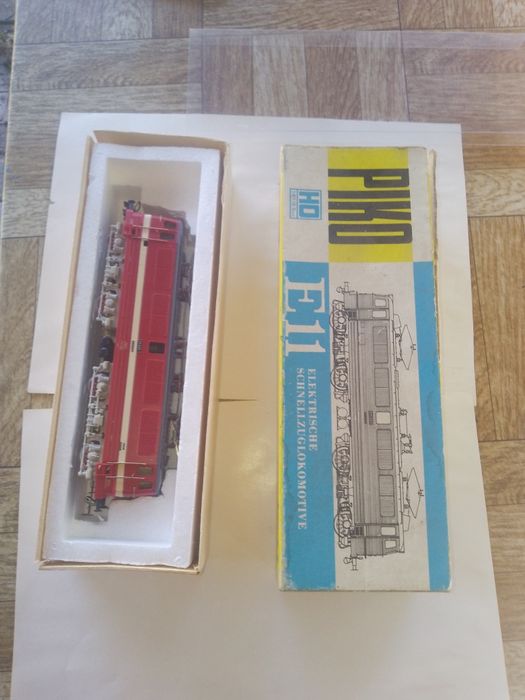 PIKO
HO
E11
ELEKTRISCHE
SCHNELLZUGLOKOMOTIVE